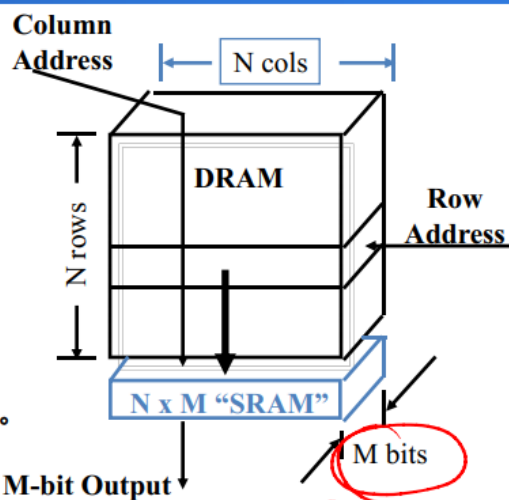 Column
Address
N cols
DRAM
Row
Address
N rows
N x M “SRAM”
M bits
M-bit Output